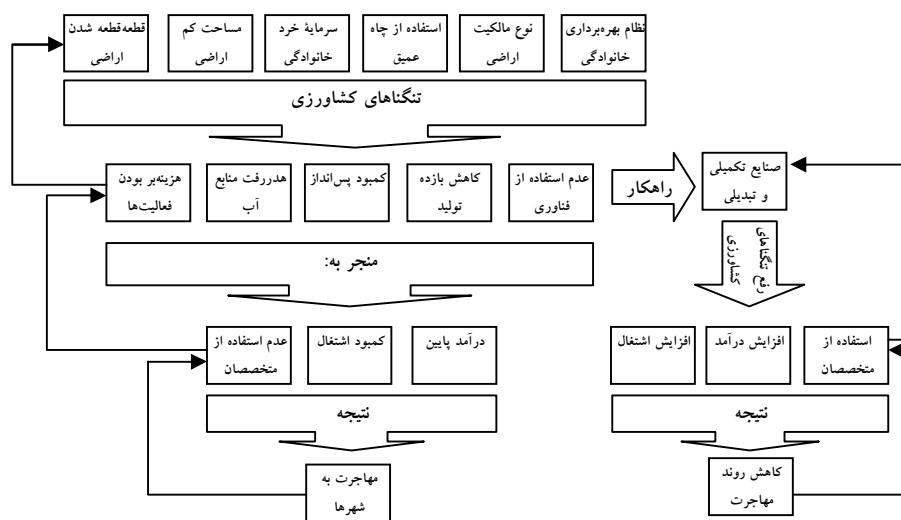 نظام بهره‌برداری
خانوادگی
نوع مالکیت
اراضی
استفاده از چاه
عمیق
سرمایهٔ خرد
خانوادگی
مساحت کم
اراضی
قطعه‌قطعه شدن
اراضی
تنگناهای کشاورزی
صنایع تکمیلی
و تبدیلی
راهکار
عدم استفاده از
فناوری
کاهش بازده
تولید
کمبود پس‌انداز
هدررفت منابع
آب
هزینه‌بر بودن
فعالیت‌ها
رفع تنگناهای
کشاورزی
منجر به:
استفاده از
متخصصان
افزایش درآمد
افزایش اشتغال
درآمد پایین
کمبود اشتغال
عدم استفاده از
متخصصان
نتیجه
نتیجه
کاهش روند
مهاجرت
مهاجرت به
شهرها